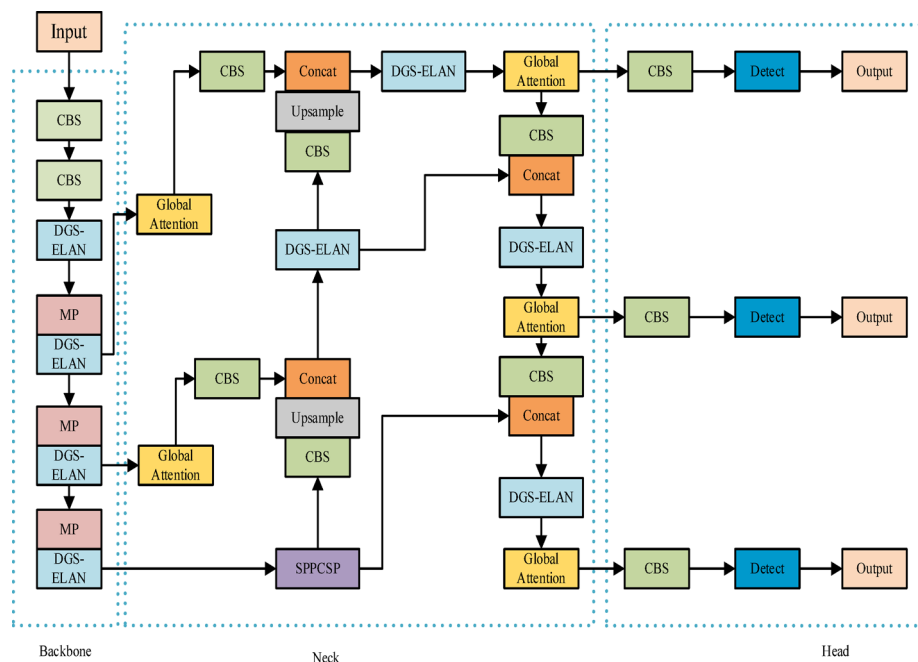 Input
CBS
CBS
DGS-
ELAN
MP
DGS-
ELAN
MP
DGS-
ELAN
MP
DGS-
ELAN
Backbone
CBS
Concat
DGS-ELAN
Global
Attention
Upsample
CBS
CBS
Concat
Global
Attention
DGS-ELAN
DGS-ELAN
Global
Attention
CBS
Concat
CBS
Upsample
Concat
CBS
Global
Attention
DGS-ELAN
SPPCSP
Global
Attention
Neck
CBS
Detect
Output
CBS
Detect
Output
CBS
Detect
Output
Head